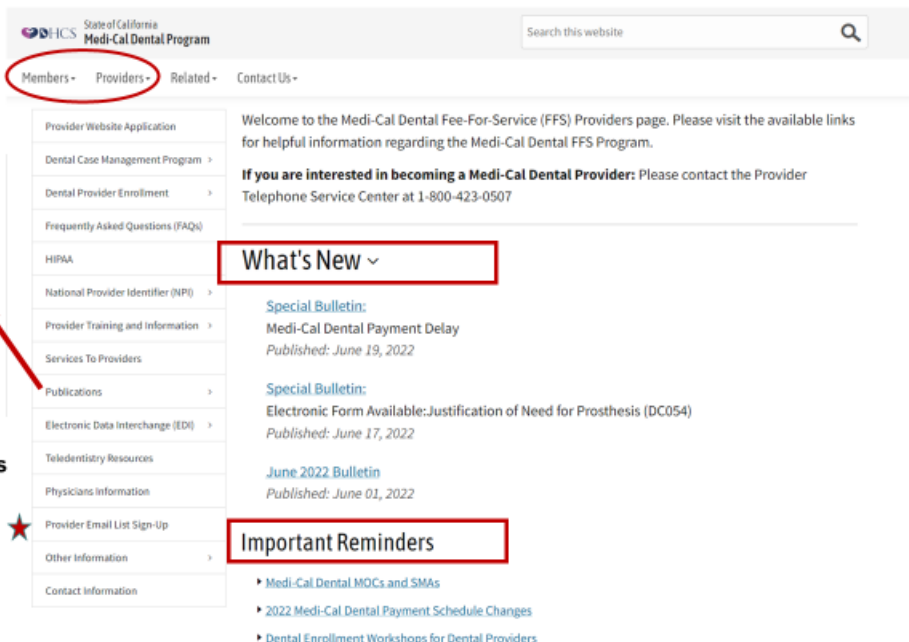 DHCS
State of California
Medi-Cal Dental Program
Search this website
Members
Providers
Related
Contact Us
Provider Website Application
Dental Case Management Program
Dental Provider Enrollment
Frequently Asked Questions (FAQs)
HIPAA
National Provider Identifier (NPI)
Provider Training and Information
Services To Providers
Publications
Electronic Data Interchange (EDI)
Teledentistry Resources
s
Physicians Information
Provider Email List Sign-Up
Other Information
Contact Information
Welcome to the Medi-Cal Dental Fee-For-Service (FFS) Providers page. Please visit the available links
for helpful information regarding the Medi-Cal Dental FFS Program.
If you are interested in becoming a Medi-Cal Dental Provider: Please contact the Provider
Telephone Service Center at 1-800-423-0507
What's New
Special Bulletin:
Medi-Cal Dental Payment Delay
Published: June 19, 2022
Special Bulletin:
Electronic Form Available:Justification of Need for Prosthesis (DC054)
Published: June 17, 2022
June 2022 Bulletin
Published: June 01, 2022
Important Reminders
Medi-Cal Dental MOCs and SMAs
2022 Medi-Cal Dental Payment Schedule Changes
Dental Enrollment Workshops for Dental Providers